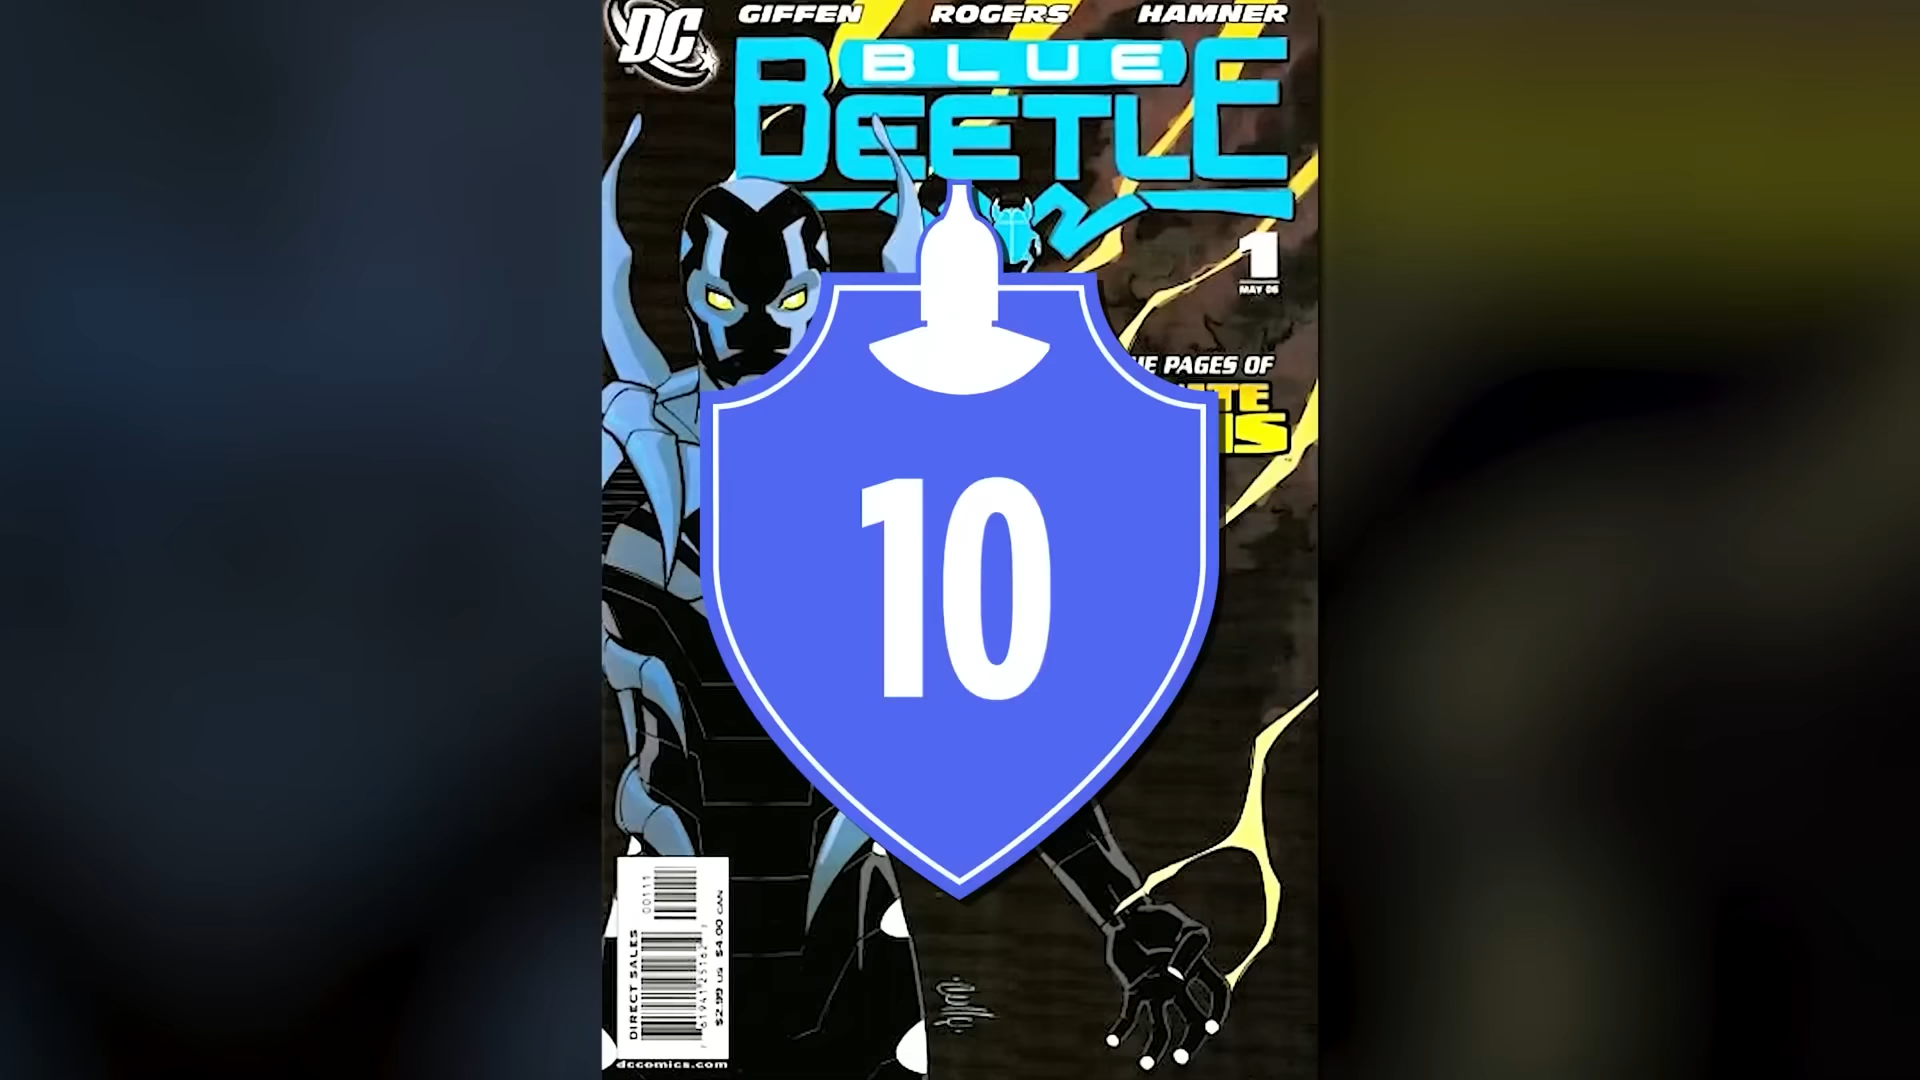 DC
GIFFEN ROGERS HAMNER
BLUE
BEETLE
1
MAY 06
PAGES OF
10
00111
DIRECT SALES
$2.99 US $4.00 CAN
dccomics.com